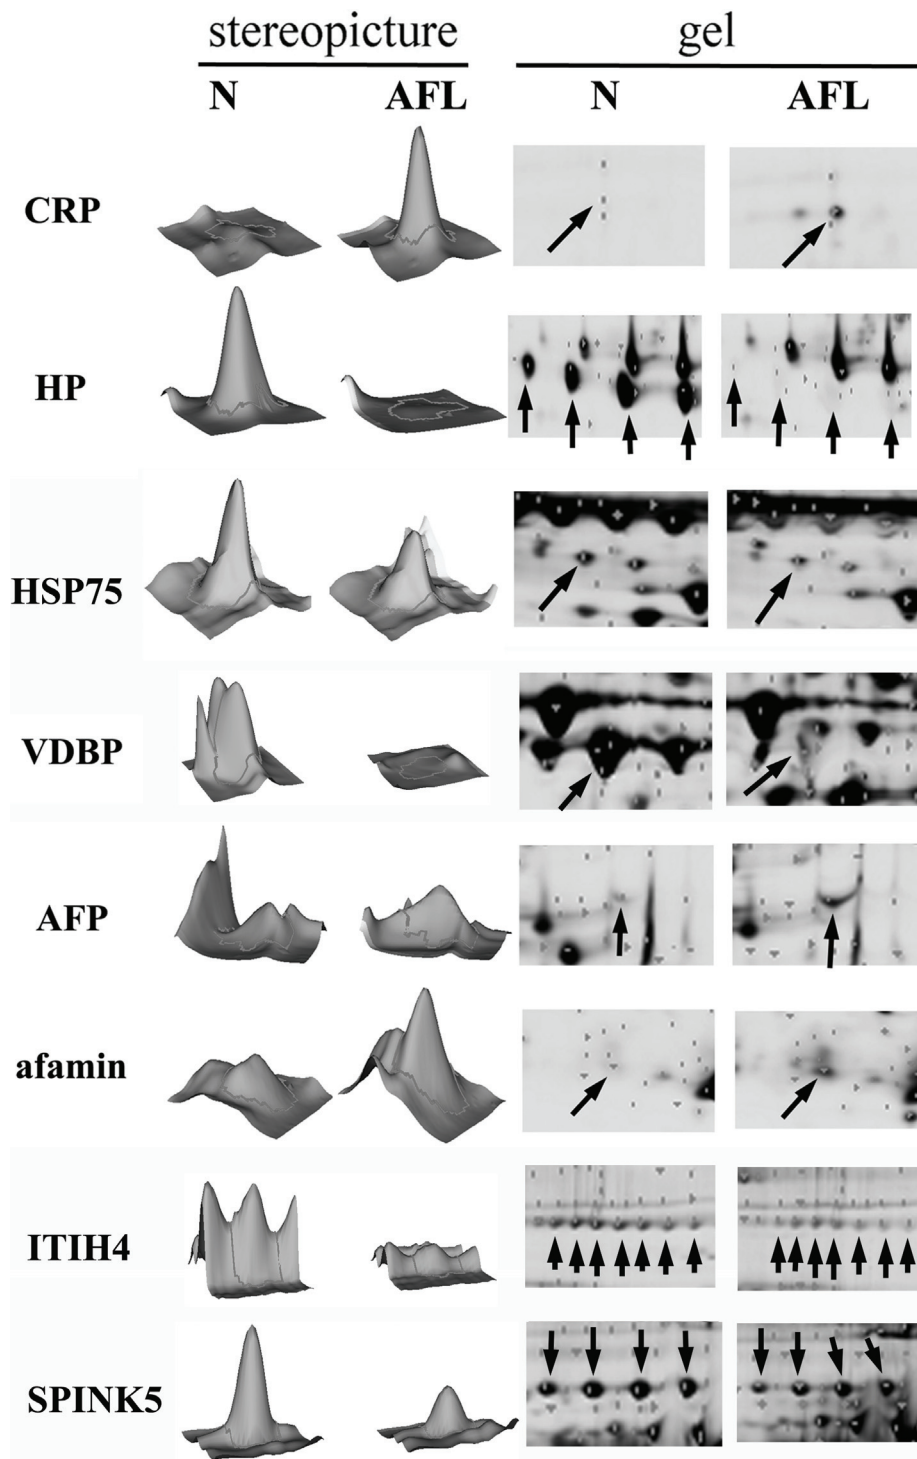 stereopicture gel
N AFL N AFL
CRP
HP
HSP75
VDBP
AFP
afamin
ITIH4
SPINK5